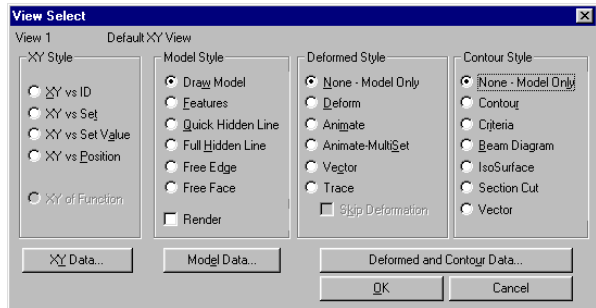 View Select
View 1 Default XY View
XY Style
XY vs ID
XY vs Set
XY vs Set Value
XY vs Position
XY of Function
Model Style
Draw Model
Features
Quick Hidden Line
Full Hidden Line
Free Edge
Free Face
Render
Deformed Style
None - Model Only
Deform
Animate
Animate-MultiSet
Vector
Trace
Skip Deformation
Contour Style
None - Model Only
Contour
Criteria
Beam Diagram
IsoSurface
Section Cut
Vector
XY Data...
Model Data...
Deformed and Contour Data...
OK
Cancel